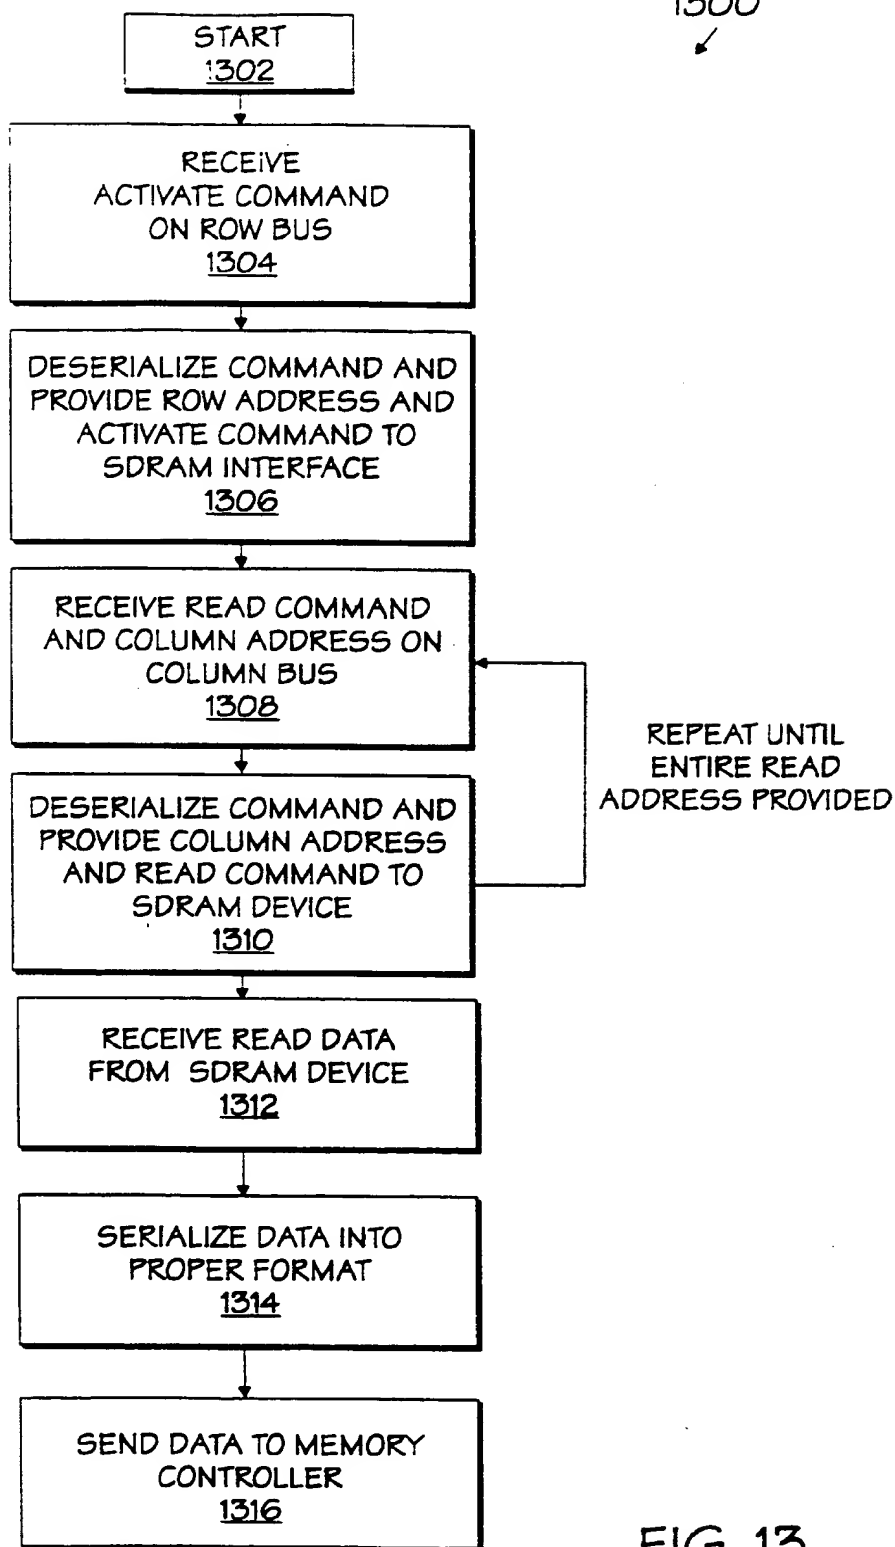 1300
START
1302
RECEIVE
ACTIVATE COMMAND
ON ROW BUS
1304
DESERIALIZE COMMAND AND
PROVIDE ROW ADDRESS AND
ACTIVATE COMMAND TO
SDRAM INTERFACE
1306
RECEIVE READ COMMAND
AND COLUMN ADDRESS ON
COLUMN BUS
1308
REPEAT UNTIL
ENTIRE READ
ADDRESS PROVIDED
DESERIALIZE COMMAND AND
PROVIDE COLUMN ADDRESS
AND READ COMMAND TO
SDRAM DEVICE
1310
RECEIVE READ DATA
FROM SDRAM DEVICE
1312
SERIALIZE DATA INTO
PROPER FORMAT
1314
SEND DATA TO MEMORY
CONTROLLER
1316
FIG. 13